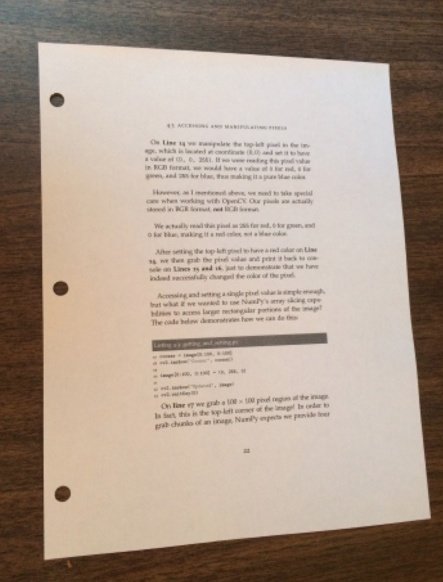 4.3 ACCESSING AND MANIPULATING PIXELS
On Line 14 we manipulate the top-left pixel in the im-
age, which is located at coordinate (0,0) and set it to have
a value of (0, 0, 255). If we were reading this pixel value
in RGB format, we would have a value of 0 for red, 0 for
green, and 255 for blue, thus making it a pure blue color.
However, as I mentioned above, we need to take special
care when working with OpenCV. Our pixels are actually
stored in BGR format, not RGB format.
We actually read this pixel as 255 for red, 0 for green, and
0 for blue, making it a red color, not a blue color.
After setting the top-left pixel to have a red color on Line
14, we then grab the pixel value and print it back to con-
sole on Lines 15 and 16, just to demonstrate that we have
indeed successfully changed the color of the pixel.
Accessing and setting a single pixel value is simple enough,
but what if we wanted to use NumPy's array slicing capa-
bilities to access larger rectangular portions of the image?
The code below demonstrates how we can do this:
Listing getting_and_setting.py
17 corner = image[0:100, 0:100]
18 cv2.imshow("Corner", corner)
19
20 image[0:100, 0:100] = (0, 255, 0)
21
22 cv2.imshow("Updated", image)
23 cv2.waitKey(0)
On line 17 we grab a 100 × 100 pixel region of the image.
In fact, this is the top-left corner of the image! In order to
grab chunks of an image, NumPy expects we provide four
22